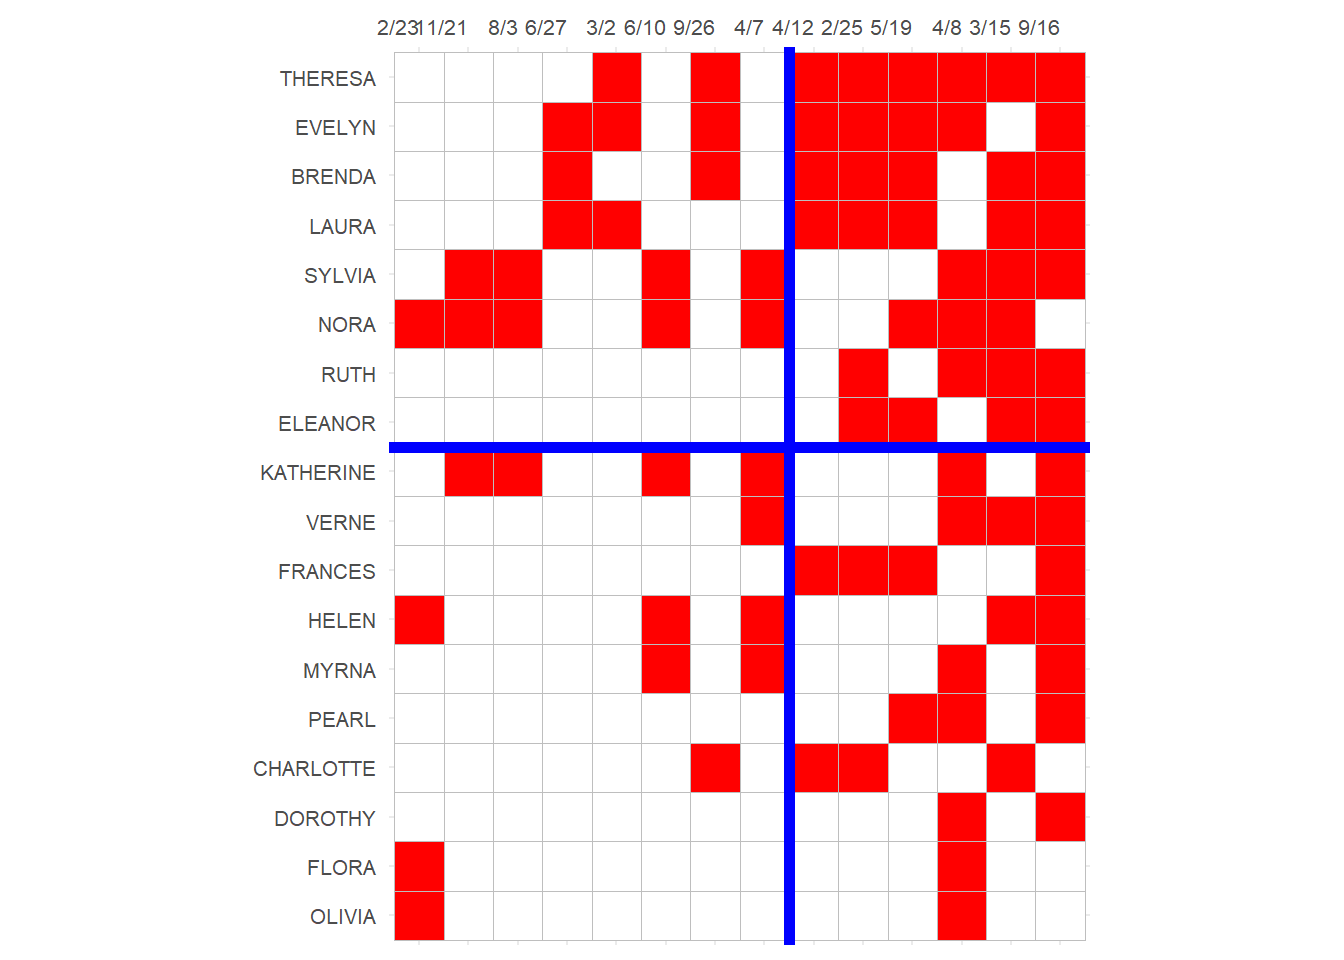 2/23 11/21 8/3 6/27 3/2 6/10 9/26 4/7 4/12 2/25 5/19 4/8 3/15 9/16
THERESA
EVELYN
BRENDA
LAURA
SYLVIA
NORA
RUTH
ELEANOR
KATHERINE
VERNE
FRANCES
HELEN
MYRNA
PEARL
CHARLOTTE
DOROTHY
FLORA
OLIVIA